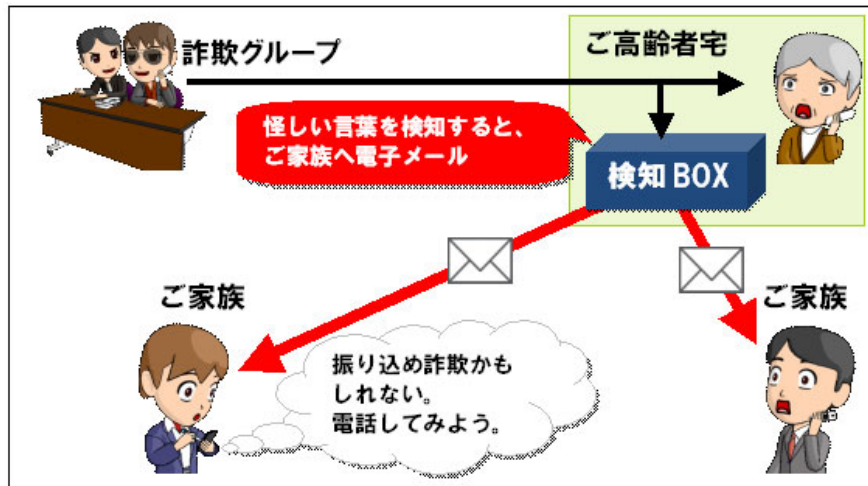 詐欺グループ
ご高齢者宅
怪しい言葉を検知すると、
ご家族へ電子メール
検知BOX
ご家族
ご家族
振り込め詐欺かも
しれない。
電話してみよう。